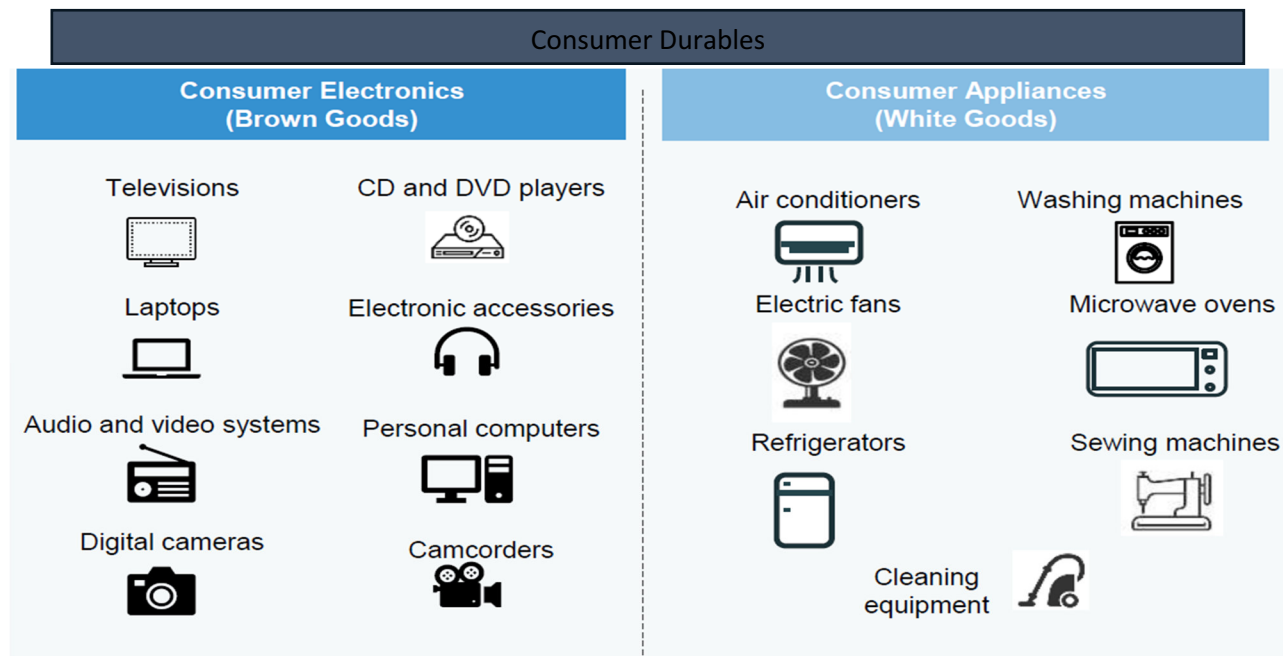 Consumer Durables
Consumer Electronics
(Brown Goods)
Televisions
CD and DVD players
Laptops
Electronic accessories
Audio and video systems
Personal computers
Digital cameras
Camcorders
Consumer Appliances
(White Goods)
Air conditioners
Washing machines
Electric fans
Microwave ovens
Refrigerators
Sewing machines
Cleaning
equipment